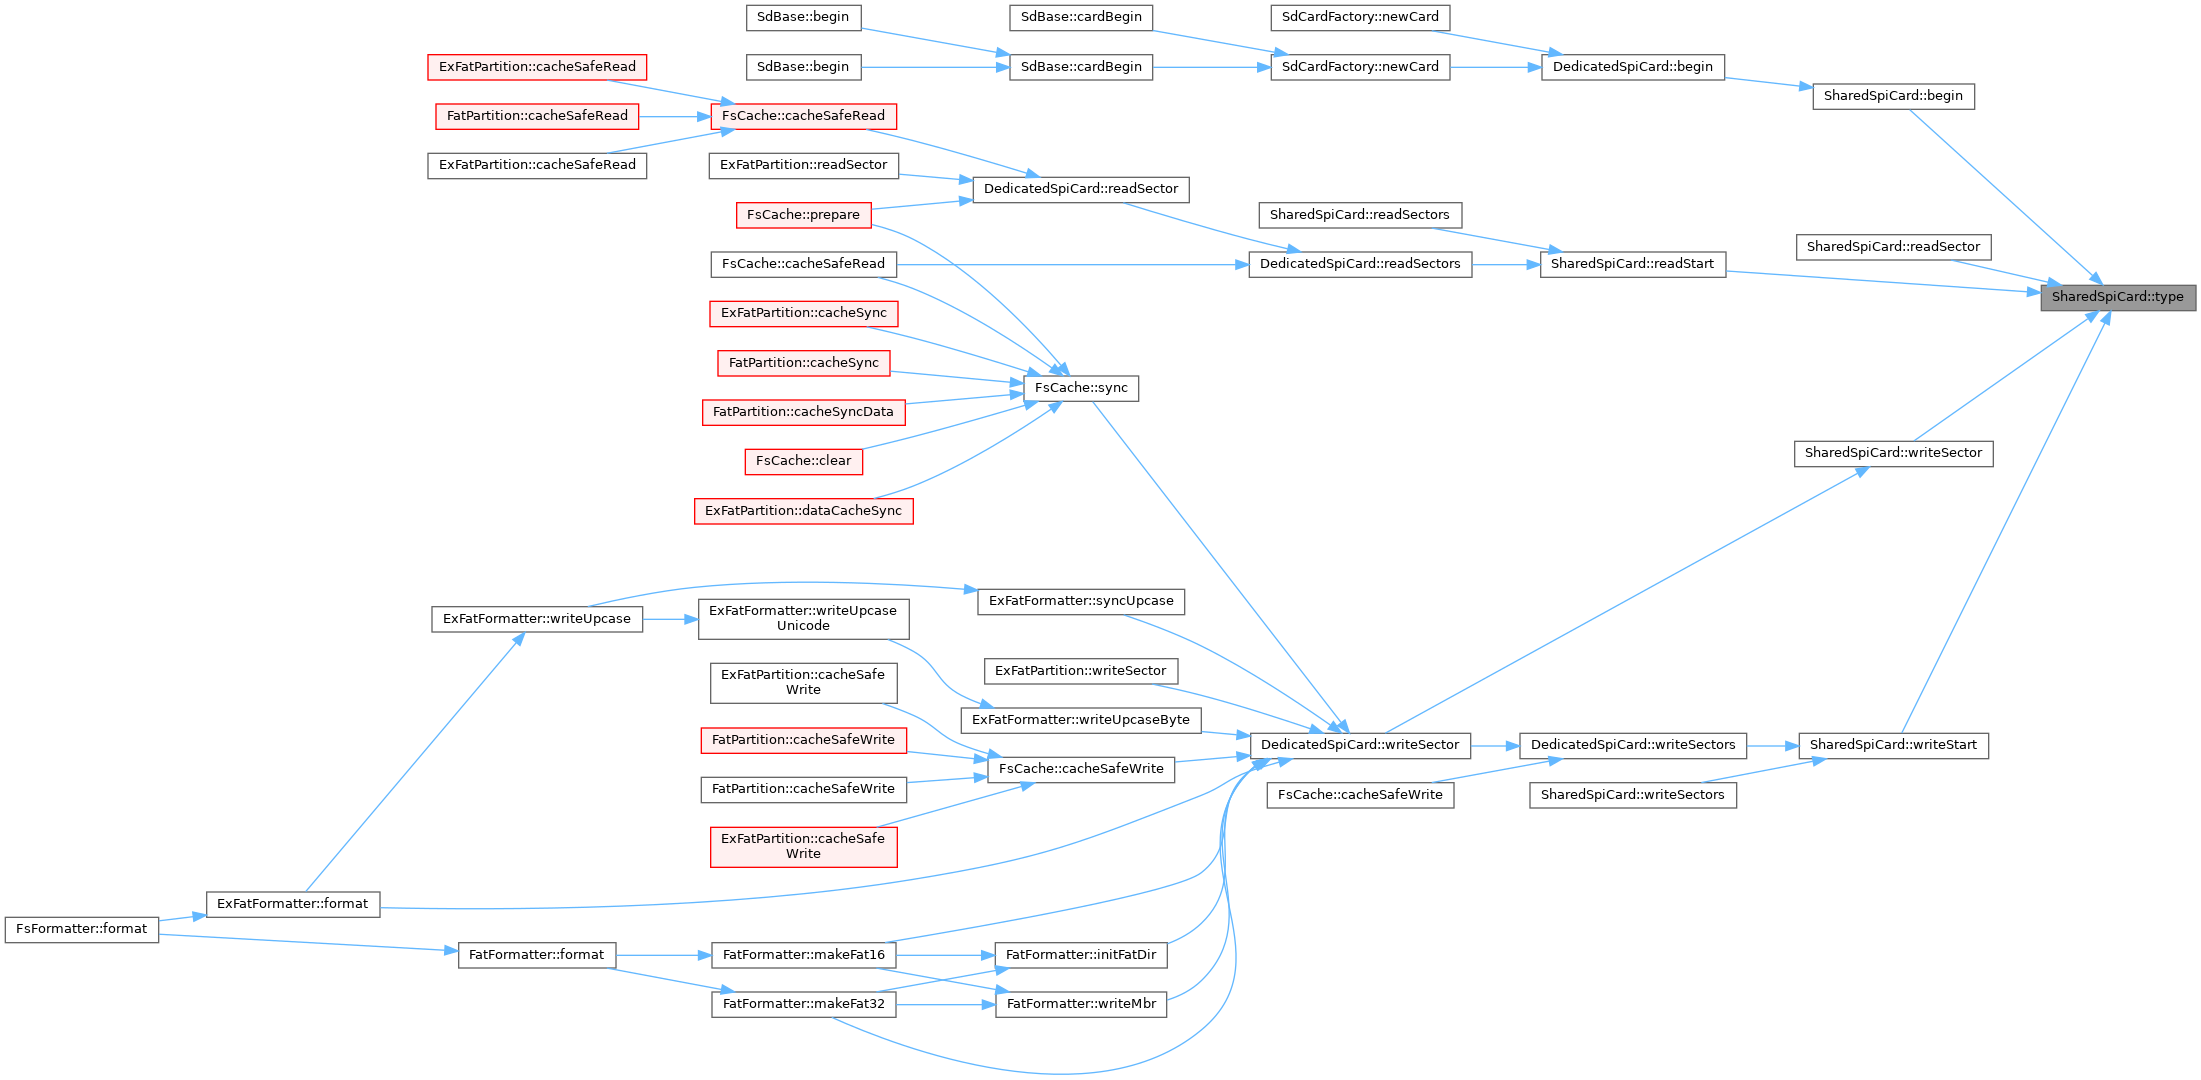 SdBase::begin
SdBase::cardBegin
SdCardFactory::newCard
ExFatPartition::cacheSafeRead
SdBase::begin
SdBase::cardBegin
SdCardFactory::newCard
DedicatedSpiCard::begin
SharedSpiCard::begin
FatPartition::cacheSafeRead
FsCache::cacheSafeRead
ExFatPartition::cacheSafeRead
ExFatPartition::readSector
DedicatedSpiCard::readSector
FsCache::prepare
SharedSpiCard::readSectors
SharedSpiCard::readSector
FsCache::cacheSafeRead
DedicatedSpiCard::readSectors
SharedSpiCard::readStart
SharedSpiCard::type
ExFatPartition::cacheSync
FatPartition::cacheSync
FsCache::sync
FatPartition::cacheSyncData
FsCache::clear
SharedSpiCard::writeSector
ExFatPartition::dataCacheSync
ExFatFormatter::syncUpcase
ExFatFormatter::writeUpcase
ExFatFormatter::writeUpcase
Unicode
ExFatPartition::writeSector
ExFatPartition::cacheSafe
Write
ExFatFormatter::writeUpcaseByte
FatPartition::cacheSafeWrite
DedicatedSpiCard::writeSector
DedicatedSpiCard::writeSectors
SharedSpiCard::writeStart
FsCache::cacheSafeWrite
FatPartition::cacheSafeWrite
FsCache::cacheSafeWrite
SharedSpiCard::writeSectors
ExFatPartition::cacheSafe
Write
ExFatFormatter::format
FsFormatter::format
FatFormatter::format
FatFormatter::makeFat16
FatFormatter::initFatDir
FatFormatter::makeFat32
FatFormatter::writeMbr